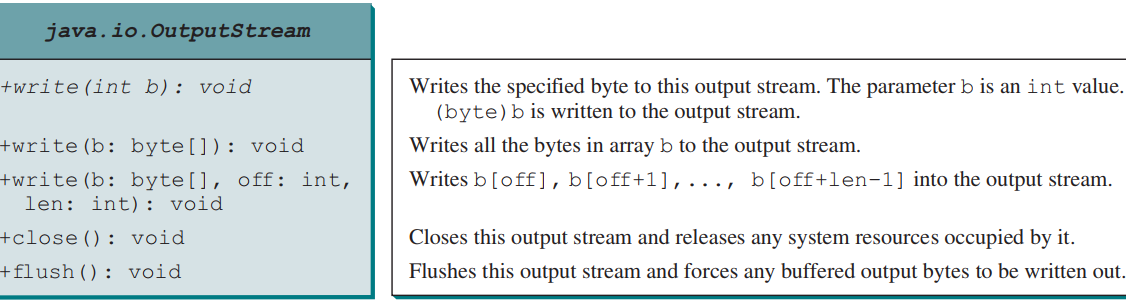 java.io.OutputStream
+write(int b): void
Writes the specified byte to this output stream. The parameter b is an int value.
(byte)b is written to the output stream.
+write(b: byte[]): void
Writes all the bytes in array b to the output stream.
+write(b: byte[], off: int,
len: int): void
Writes b[off], b[off+1],..., b[off+len-1] into the output stream.
+close(): void
Closes this output stream and releases any system resources occupied by it.
+flush(): void
Flushes this output stream and forces any buffered output bytes to be written out.